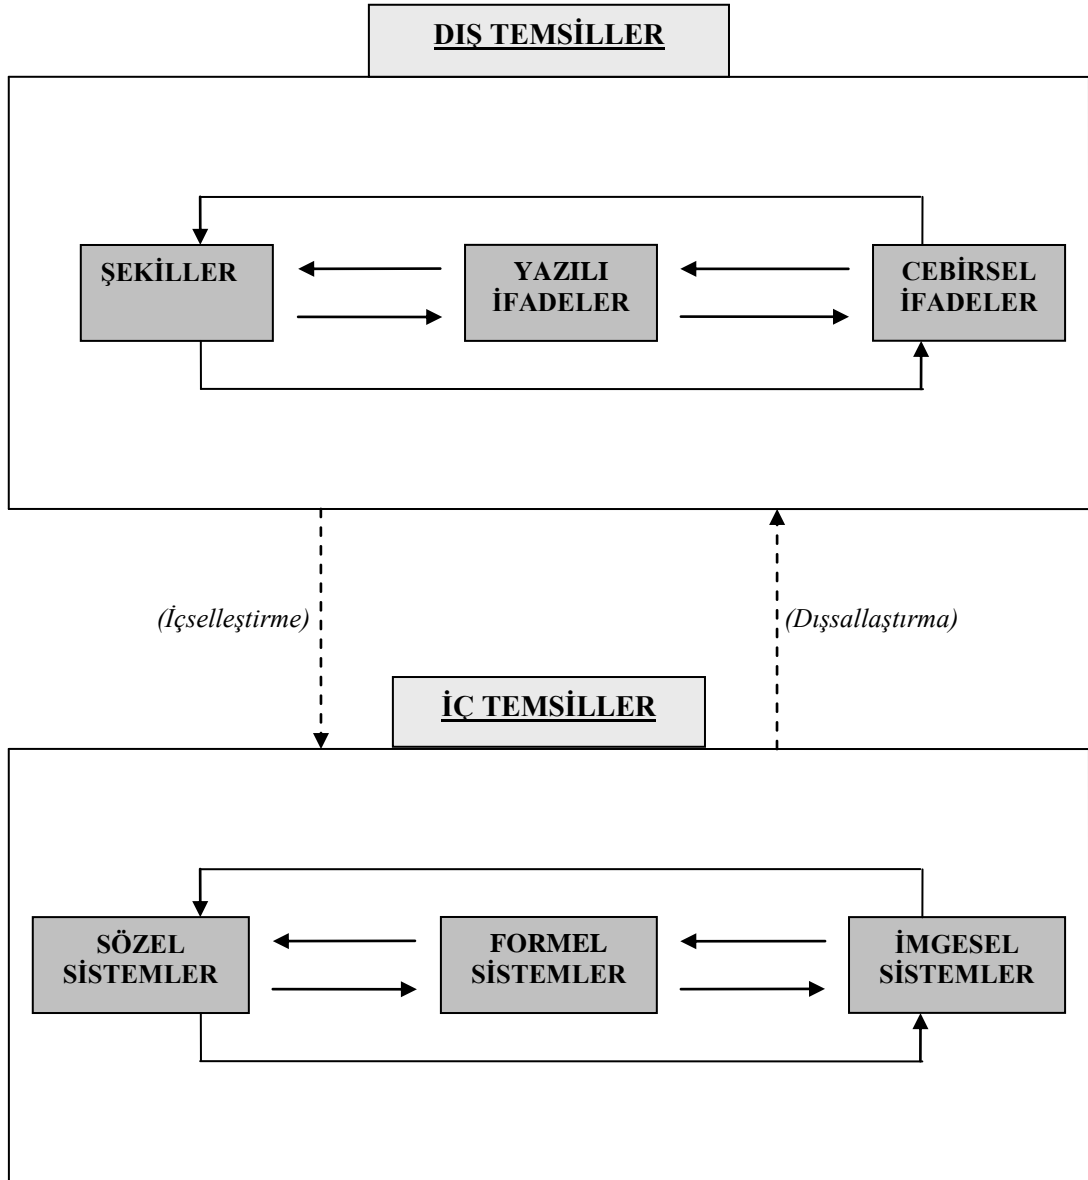 DIŞ TEMSİLLER
ŞEKİLLER
YAZILI
İFADELER
CEBİRSEL
İFADELER
(İçselleştirme)
(Dışsallaştırma)
İÇ TEMSİLLER
SÖZEL
SİSTEMLER
FORMEL
SİSTEMLER
İMGESEL
SİSTEMLER